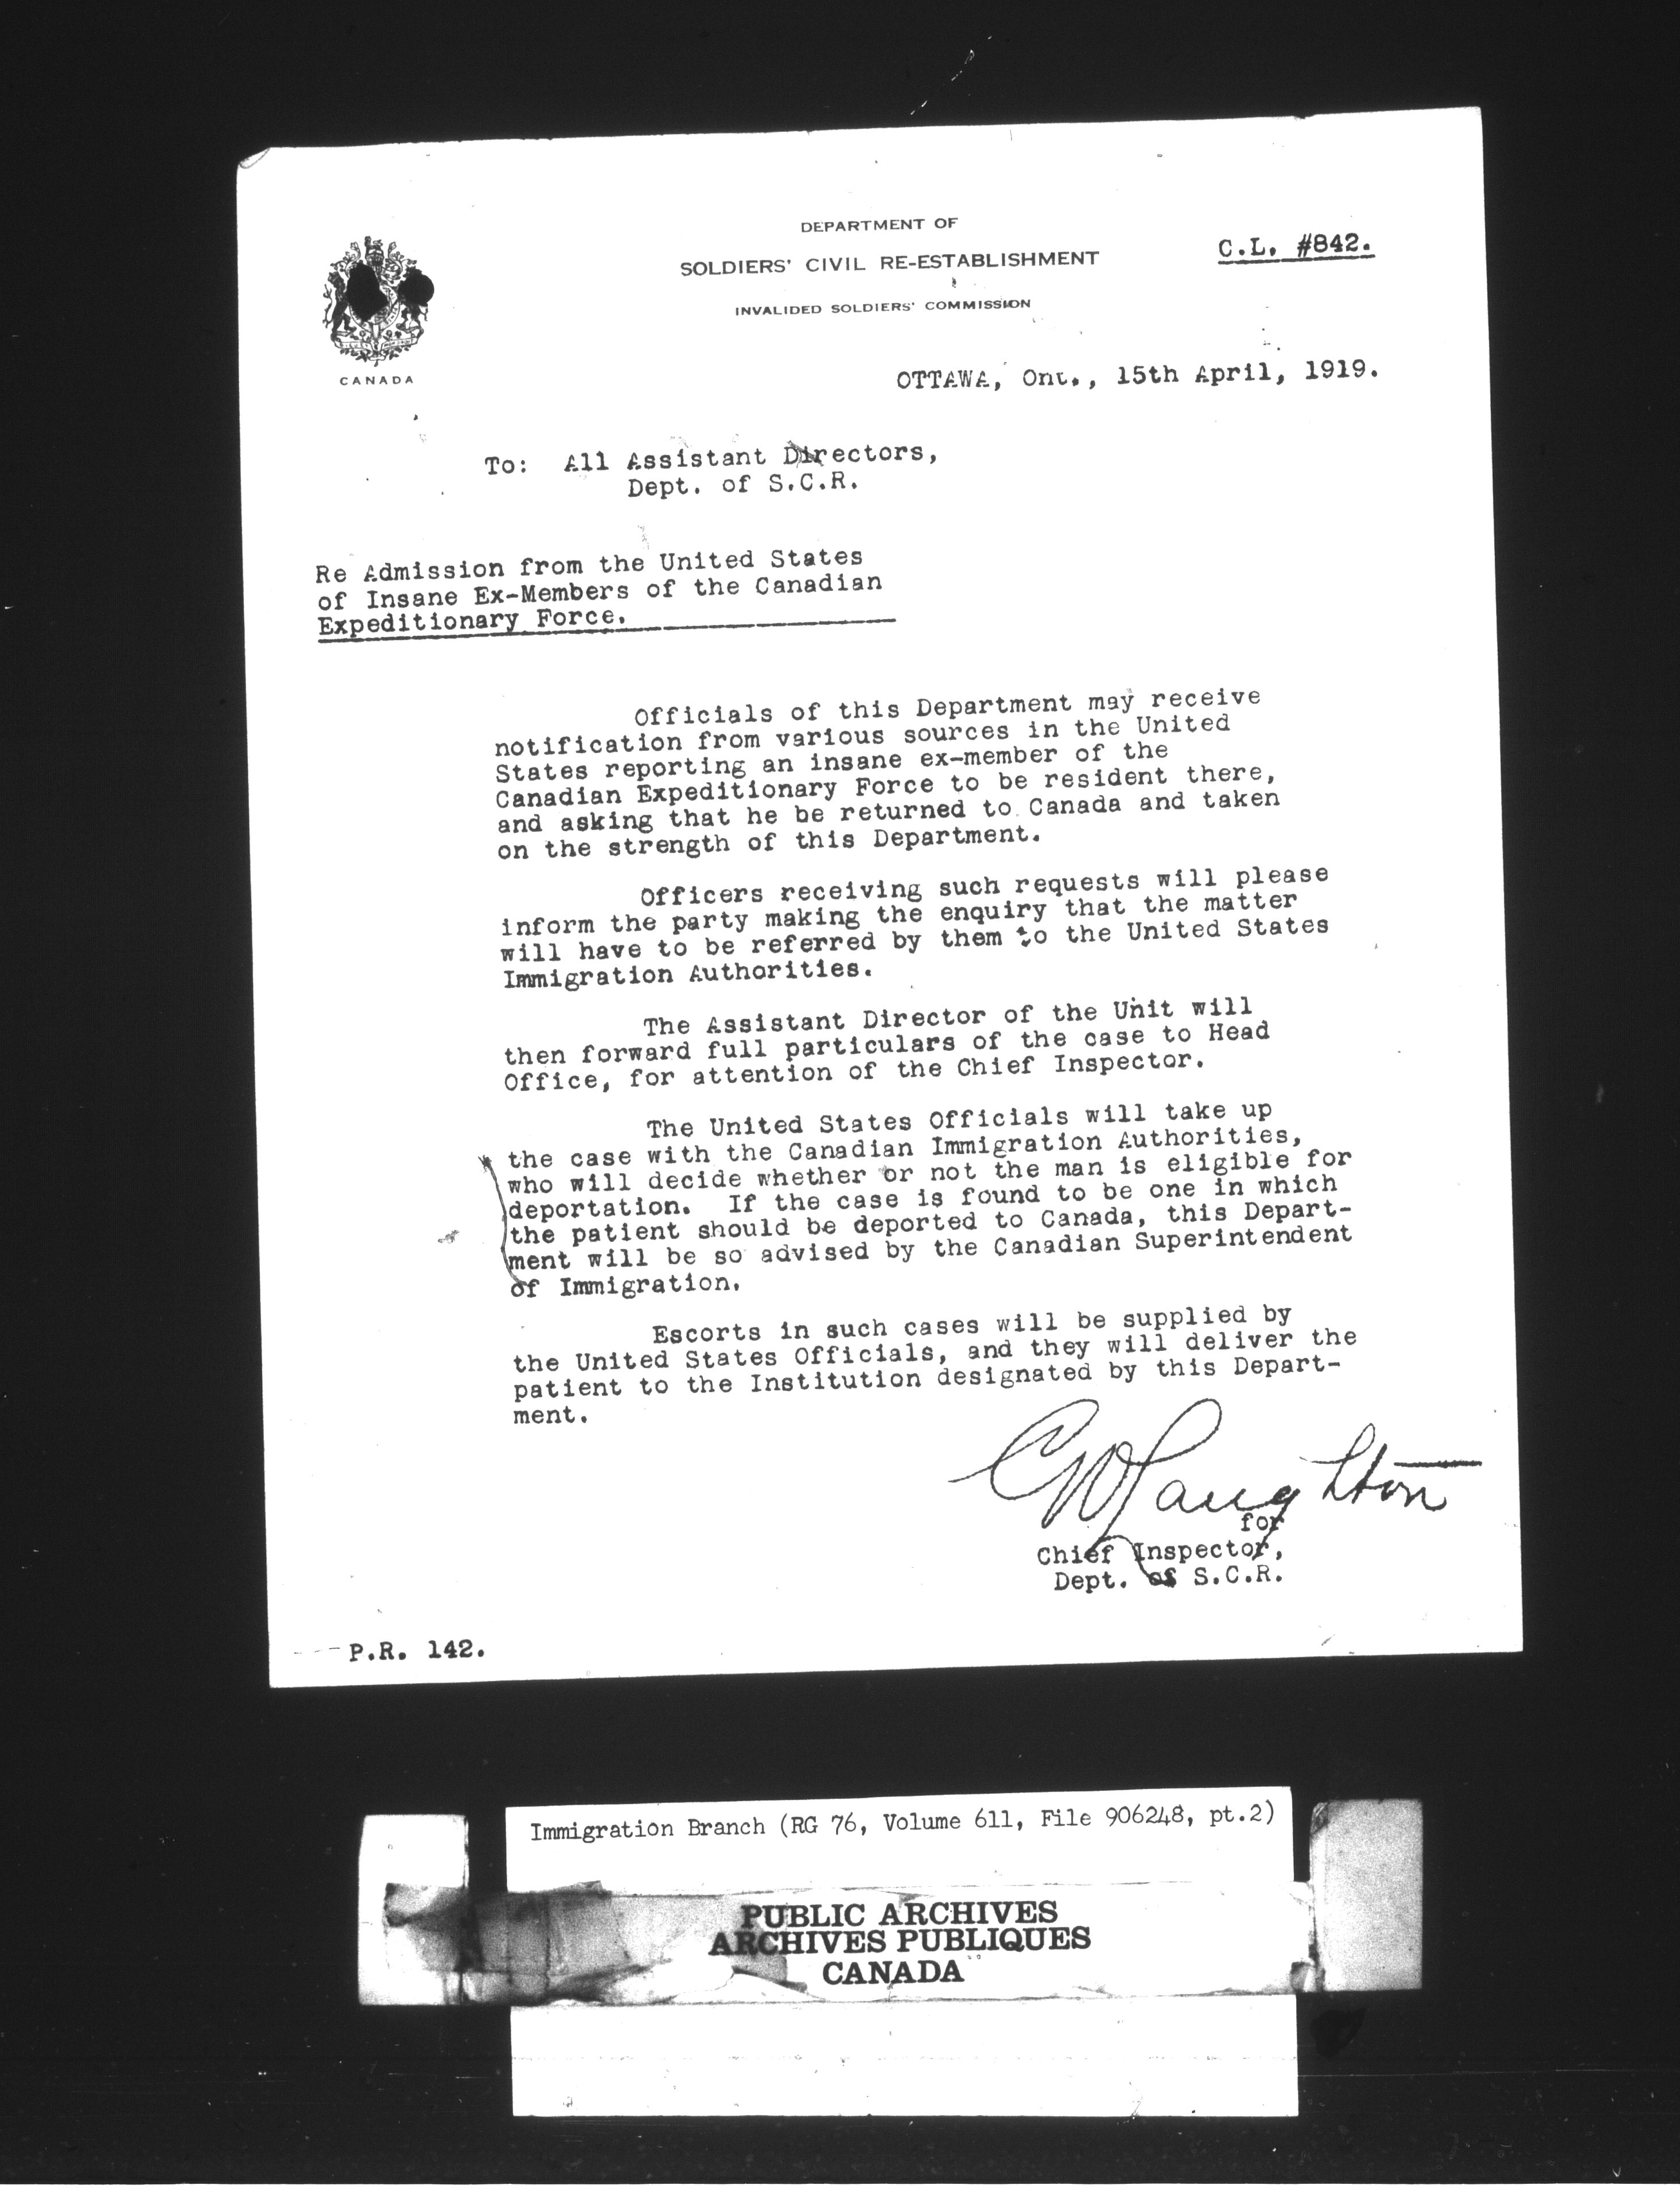 DEPARTMENT OF
SOLDIERS' CIVIL RE-ESTABLISHMENT
C.L. #842.
INVALIDED SOLDIERS' COMMISSION
CANADA
OTTAWA, Ont., 15th April, 1919.
To: All Assistant Directors,
Dept. of S.C.R.
Re Admission from the United States
of Insane Ex-Members of the Canadian
Expeditionary Force.
Officials of this Department may receive
notification from various sources in the United
States reporting an insane ex-member of the
Canadian Expeditionary Force to be resident there,
and asking that he be returned to Canada and taken
on the strength of this Department.
Officers receiving such requests will please
inform the party making the enquiry that the matter
will have to be referred by them to the United States
Immigration Authorities.
The Assistant Director of the Unit will
then forward full particulars of the case to Head
Office, for attention of the Chief Inspector.
The United States Officials will take up
the case with the Canadian Immigration Authorities,
who will decide whether or not the man is eligible for
deportation. If the case is found to be one in which
the patient should be deported to Canada, this Depart-
ment will be so advised by the Canadian Superintendent
of Immigration.
Escorts in such cases will be supplied by
the United States Officials, and they will deliver the
patient to the Institution designated by this Depart-
ment.
Laughton
for
Chief Inspector,
Dept. of S.C.R.
P.R. 142.
Immigration Branch (RG 76, Volume 611, File 906248, pt.2)
PUBLIC ARCHIVES
ARCHIVES PUBLIQUES
CANADA